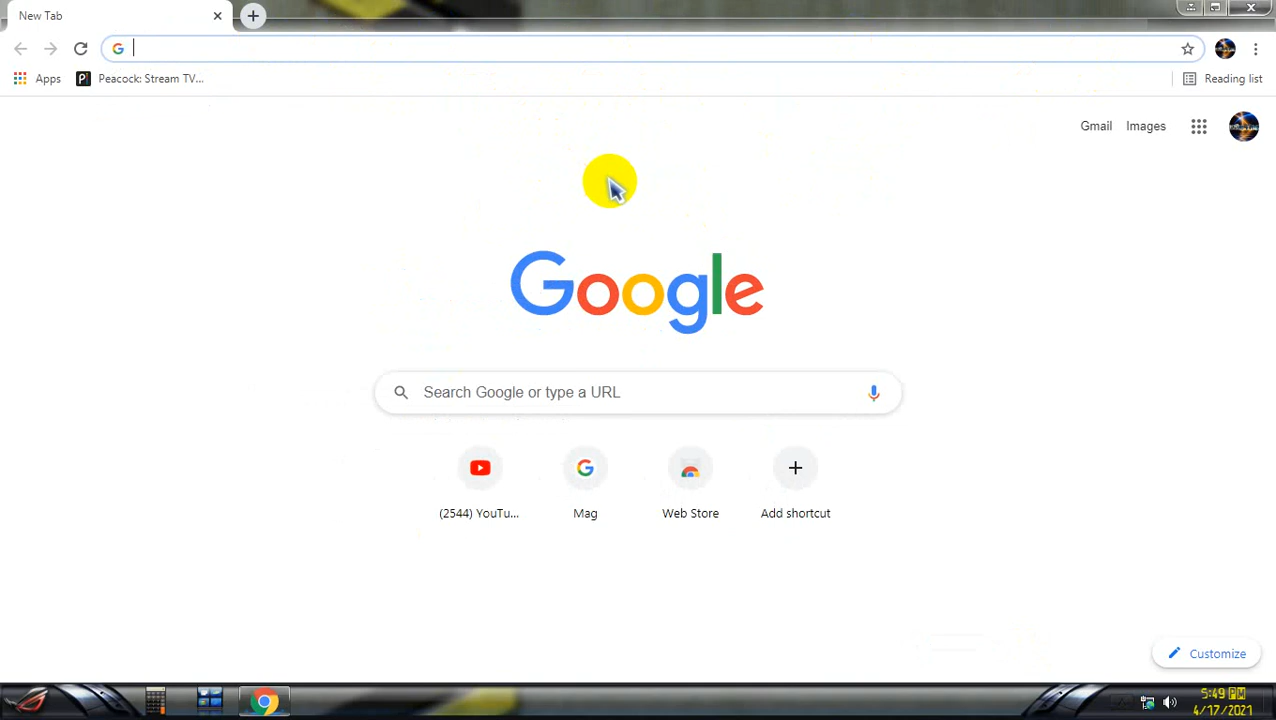 New Tab
Apps
Peacock: Stream TV...
Reading list
Gmail
Images
Google
Search Google or type a URL
(2544) YouTu...
Mag
Web Store
Add shortcut
Customize
5:49 PM
4/17/2021